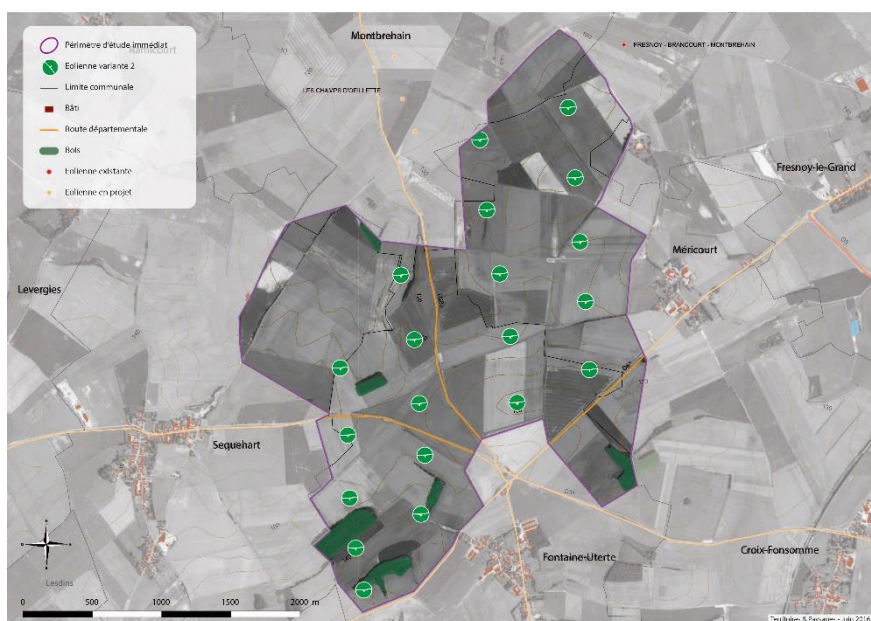 Périmètre d'étude immédiat
Eolienne variante 2
Limite communale
Bâti
Route départementale
Bois
Eolienne existante
Eolienne en projet
Ramicourt
Montbrehain
FRESNOY - BRANCOURT - MONTBREHAIN
LES CHAMPS D'OEILLETTE
Fresnoy-le-Grand
Méricourt
Levergies
Sequehart
Fontaine-Uterte
Croix-Fonsomme
Lesdins
0 500 1000 1500 2000 m
Territoires & Paysages - Juin 2016